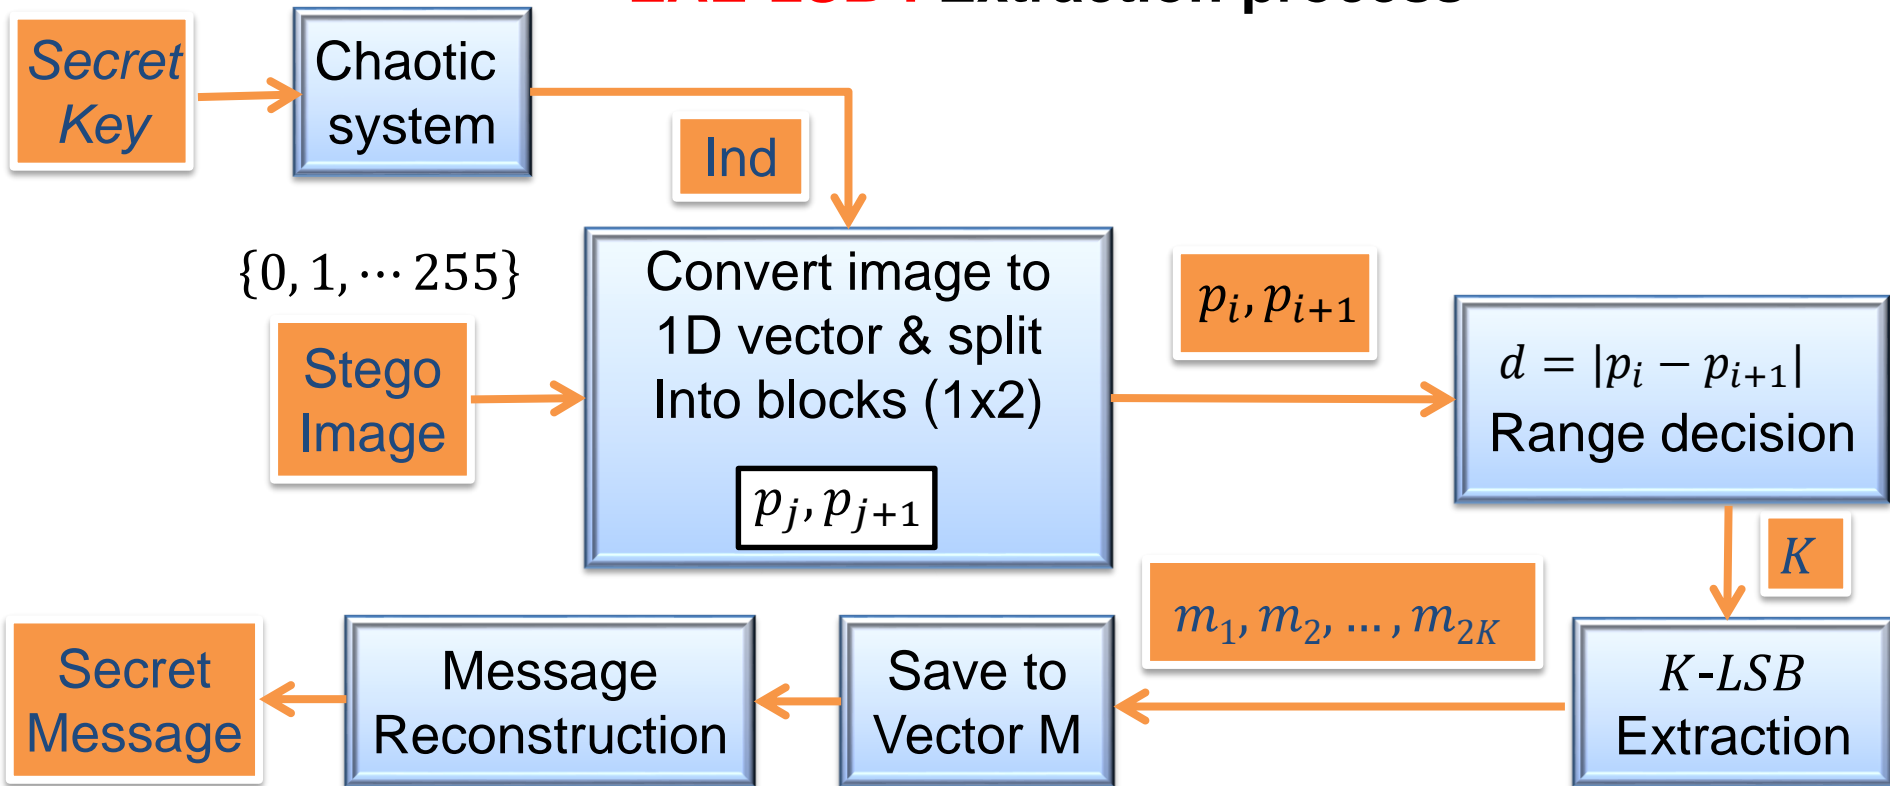 Extraction process
Secret
Key
Chaotic
system
Ind
{0, 1, ⋯ 255}
Stego
Image
Convert image to
1D vector & split
Into blocks (1x2)
p_j, p_{j+1}
p_i, p_{i+1}
d = |p_i − p_{i+1}|
Range decision
K
K-LSB
Extraction
m_1, m_2, … , m_{2K}
Save to
Vector M
Message
Reconstruction
Secret
Message